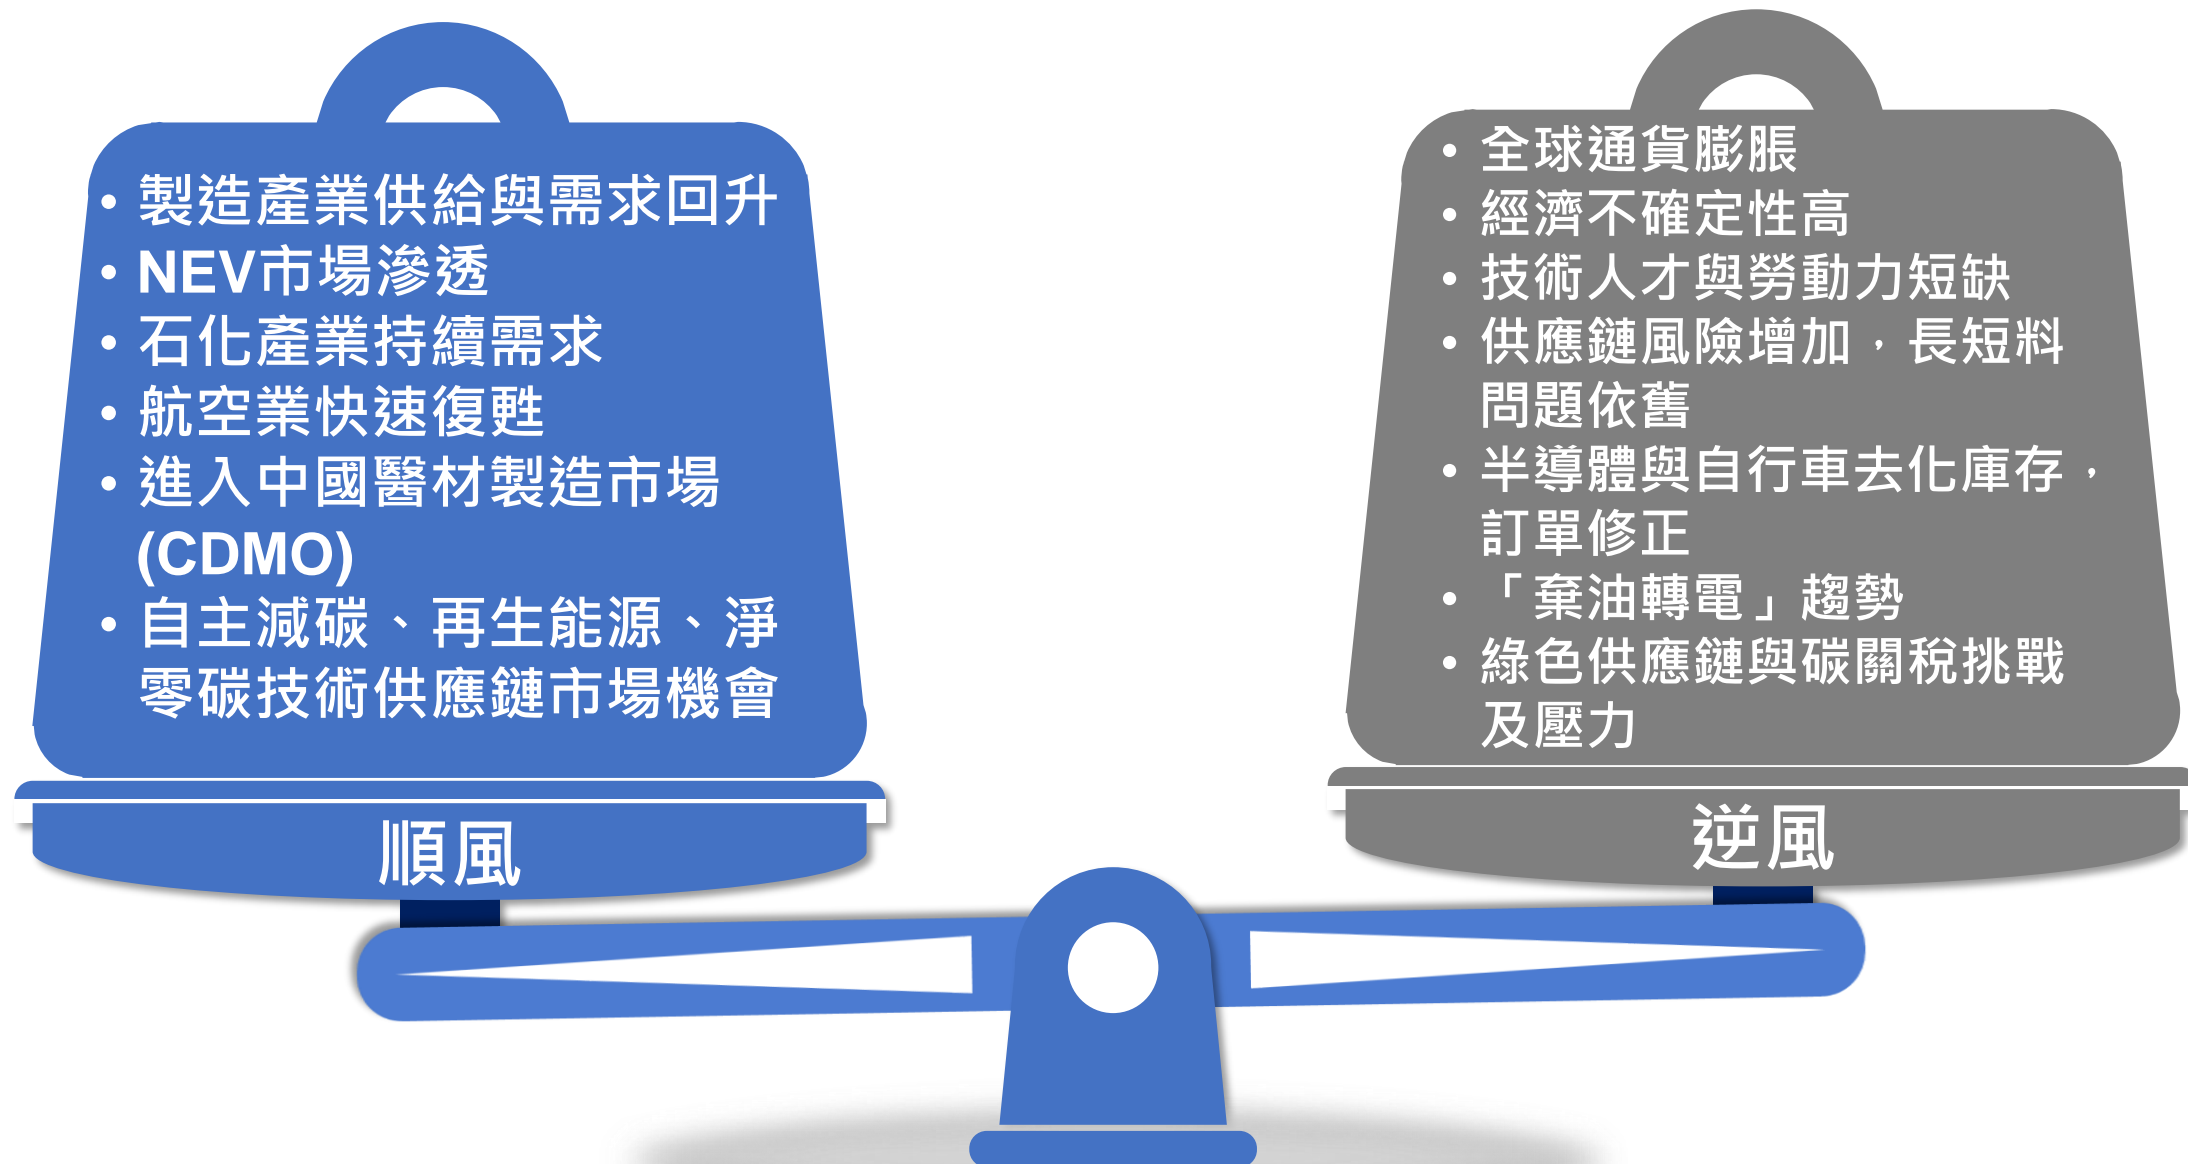 • 製造產業供給與需求回升
• NEV市場滲透
• 石化產業持續需求
• 航空業快速復甦
• 進入中國醫材製造市場
(CDMO)
• 自主減碳、再生能源、淨
零碳技術供應鏈市場機會
順風
• 全球通貨膨脹
• 經濟不確定性高
• 技術人才與勞動力短缺
• 供應鏈風險增加，長短料
問題依舊
• 半導體與自行車去化庫存，
訂單修正
• 「棄油轉電」趨勢
• 綠色供應鏈與碳關稅挑戰
及壓力
逆風